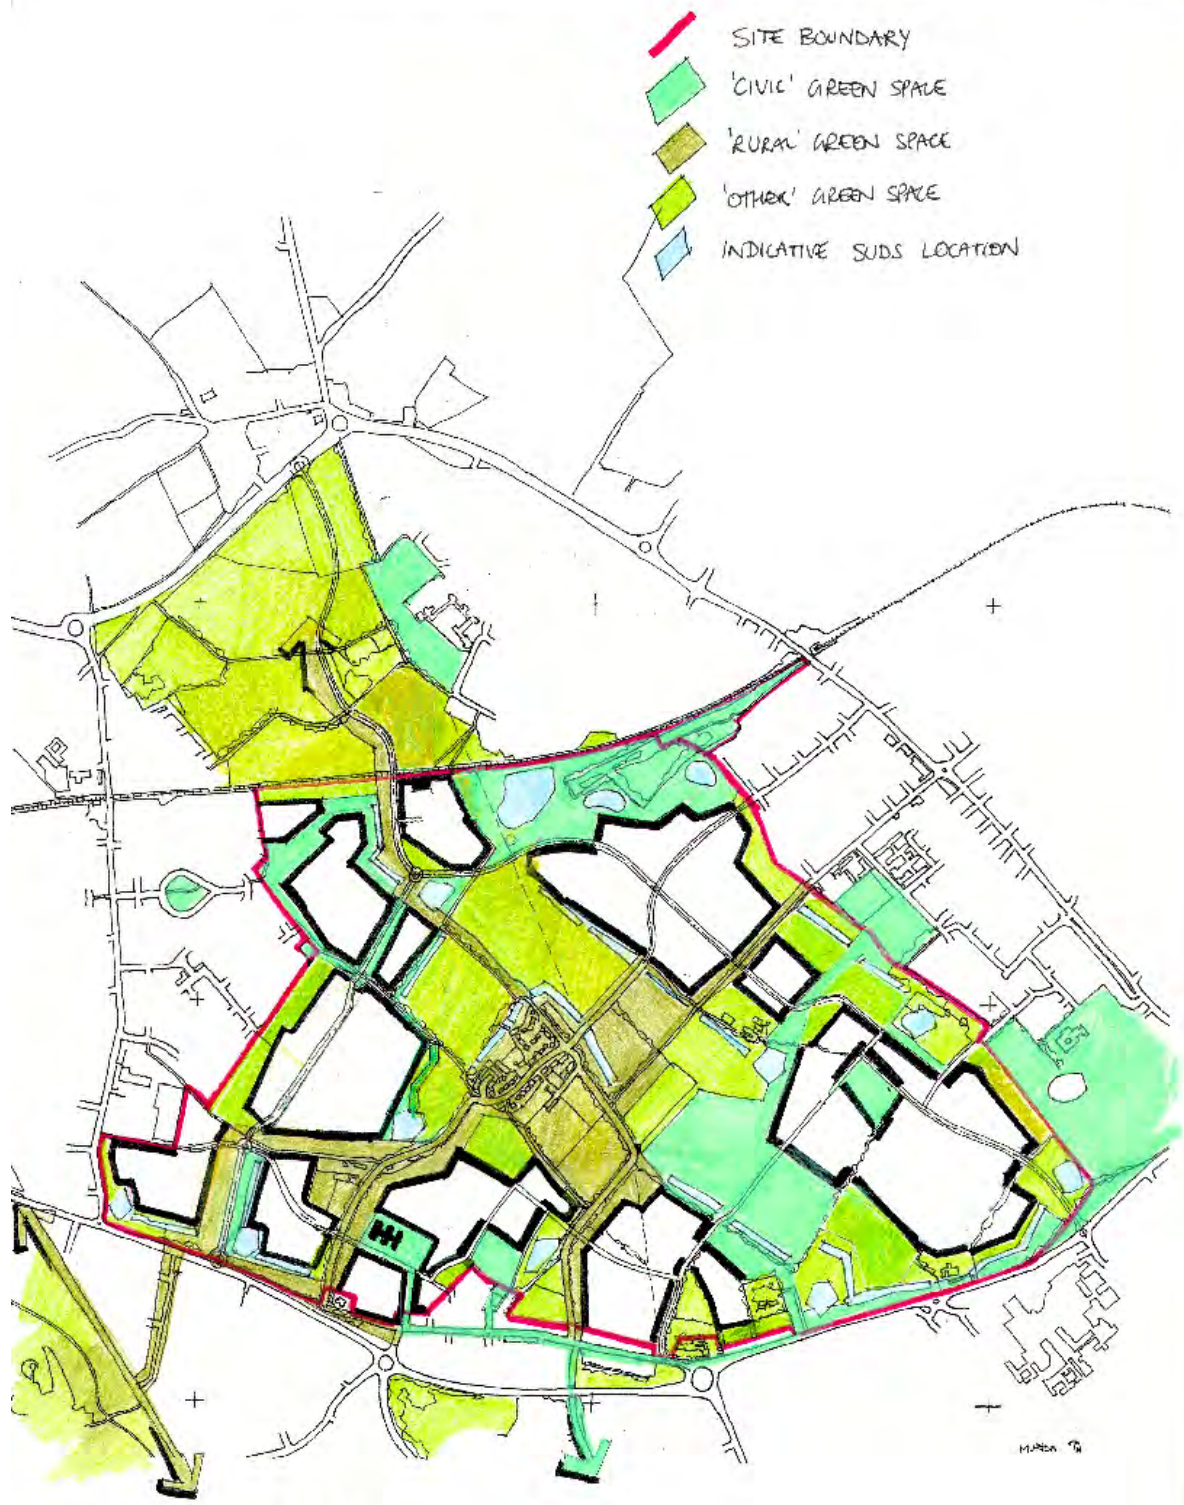 SITE BOUNDARY
'CIVIC' GREEN SPACE
'RURAL' GREEN SPACE
'OTHER' GREEN SPACE
INDICATIVE SUDS LOCATION